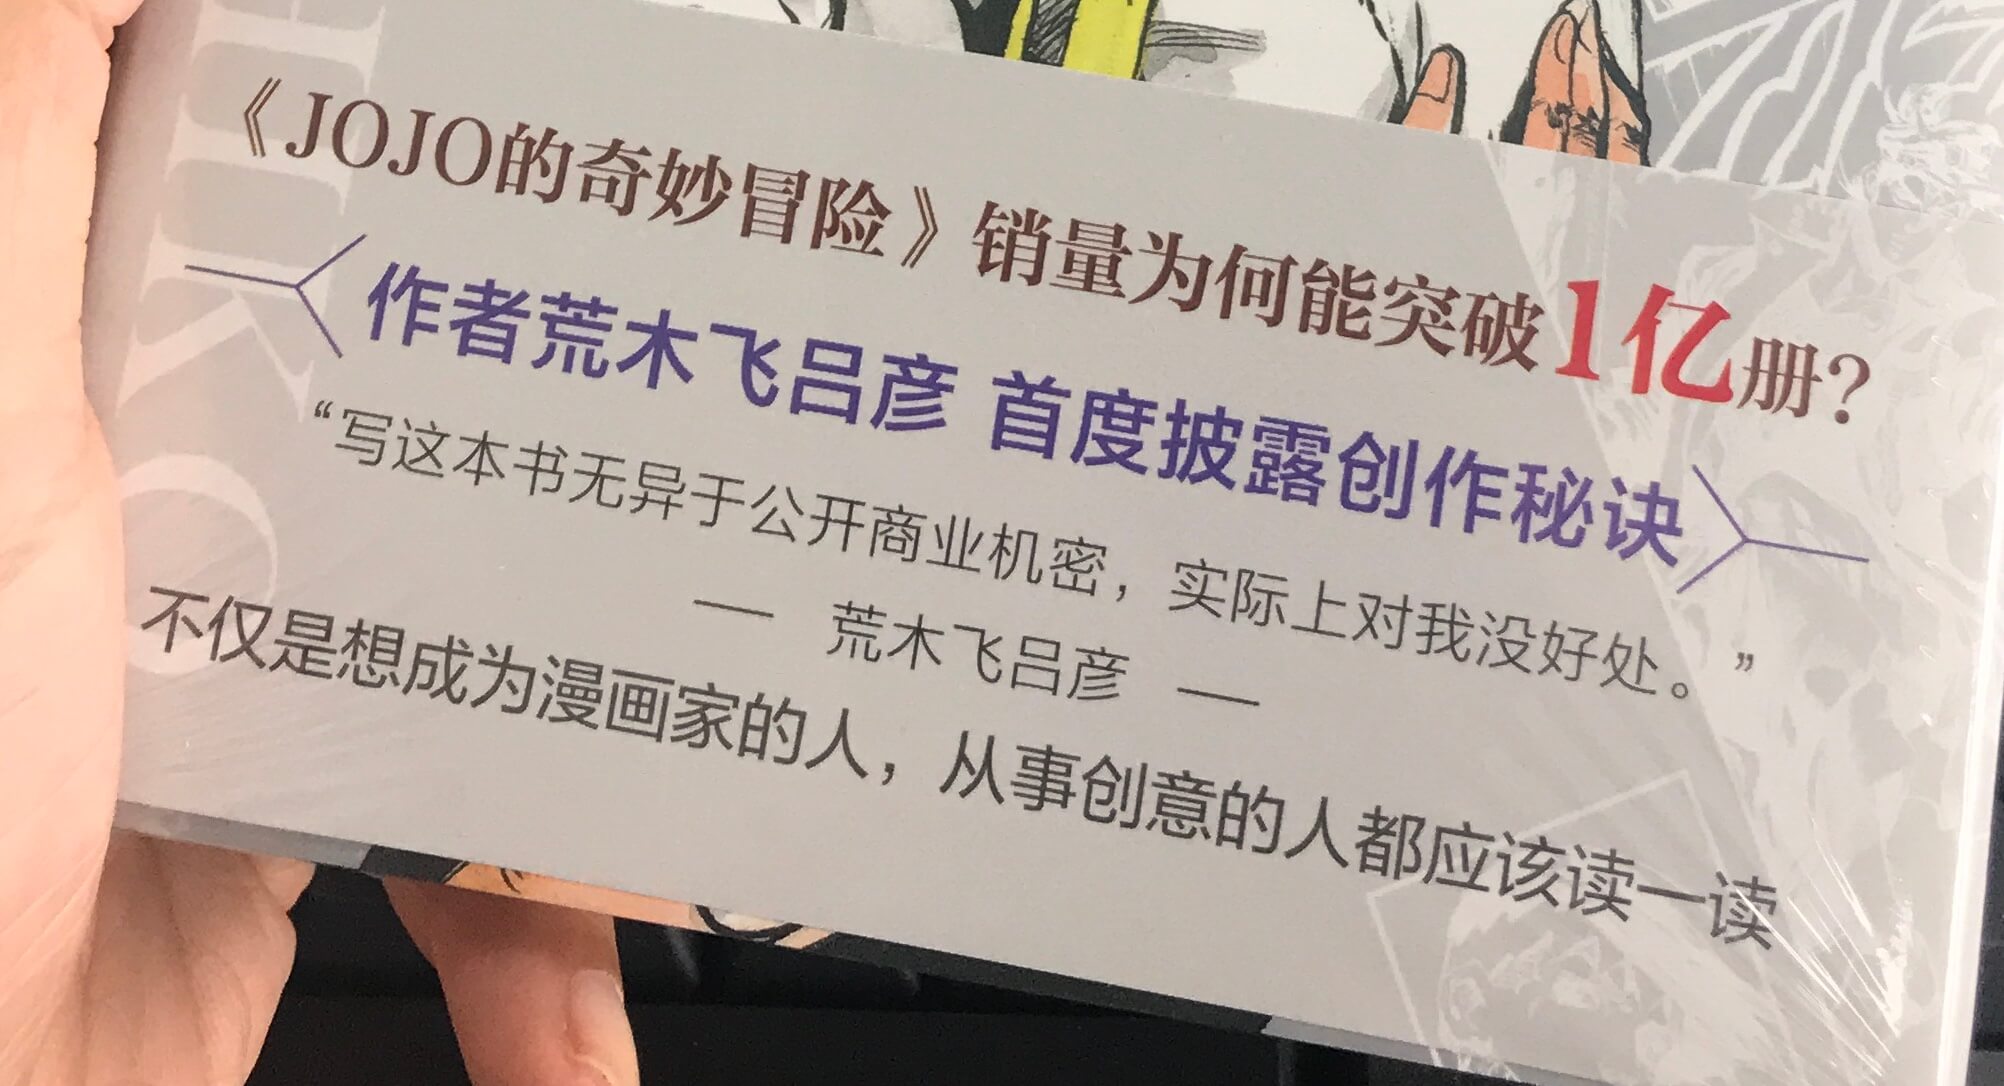 《JOJO的奇妙冒险》销量为何能突破1亿册？
作者荒木飞吕彦 首度披露创作秘诀
“写这本书无异于公开商业机密，实际上对我没好处。”
— 荒木飞吕彦 —
不仅是想成为漫画家的人，从事创意的人都应该读一读